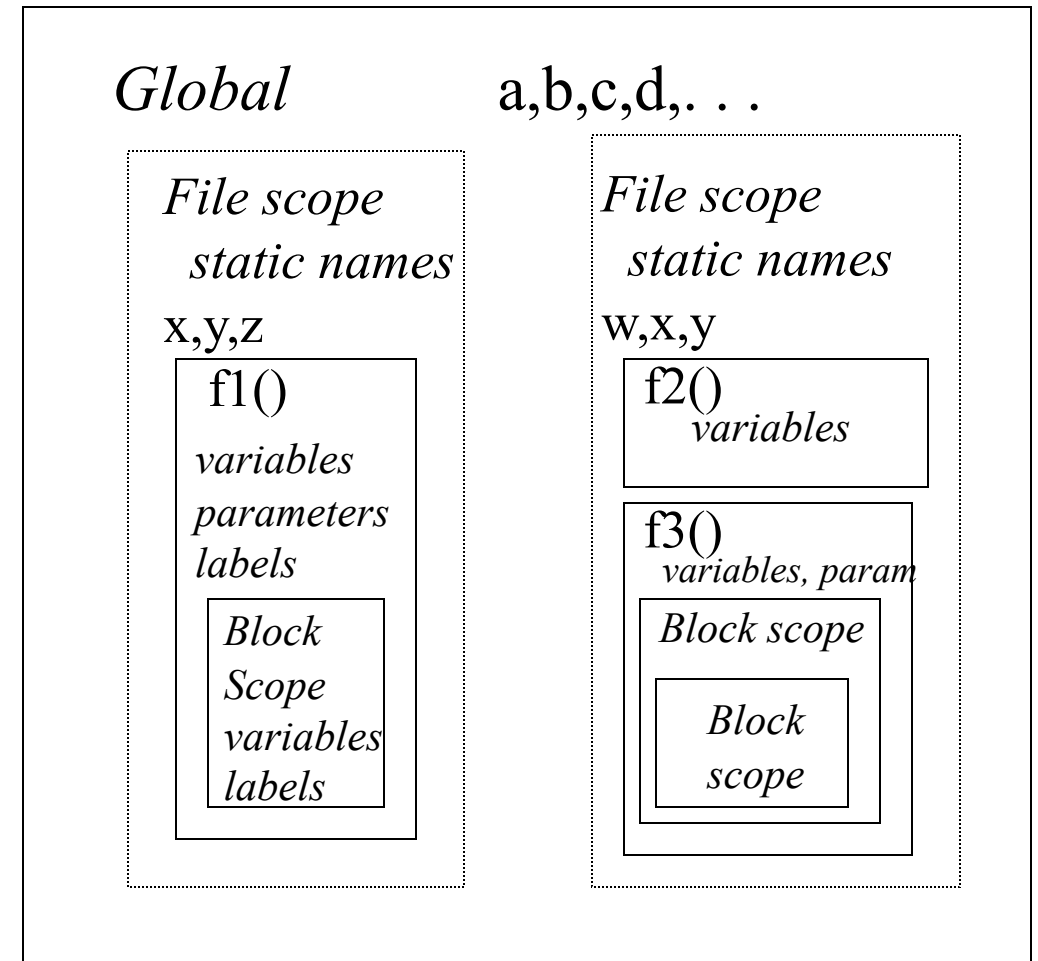 Global a,b,c,d,. . .
File scope
static names
x,y,z
f1()
variables
parameters
labels
Block
Scope
variables
labels
File scope
static names
w,x,y
f2()
variables
f3()
variables, param
Block scope
Block
scope